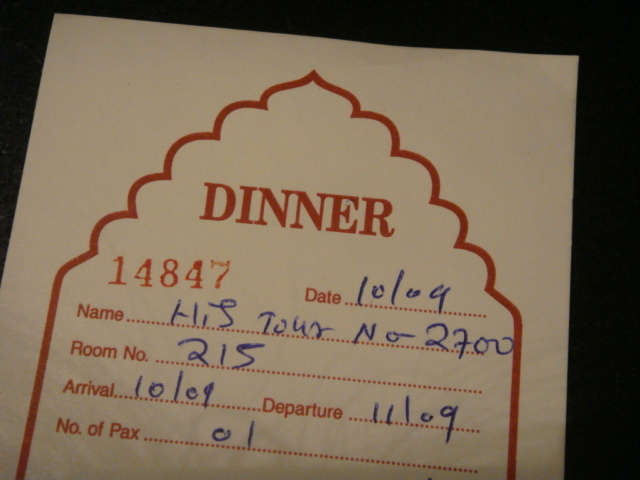 DINNER
14847
Date 10/09
Name HIS Tour No-2700
Room No. 215
Arrival 10/09 Departure 11/09
No. of Pax 01